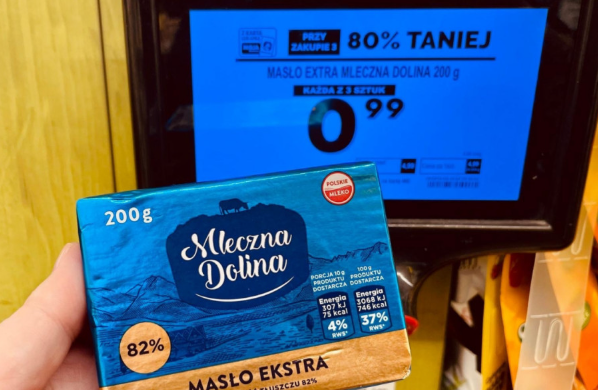 PRZY
ZAKUPIE 3
80% TANIEJ
MASŁO EXTRA MLECZNA DOLINA 200 g
KAŻDA Z 3 SZTUK
0 99
200g
POLSKIE
MLEKO
Mleczna
Dolina
PORCJA 10 g
PRODUKTU
DOSTARCZA
Energia
307 kJ
75 kcal
4%
RWS*
100 g
PRODUKTU
DOSTARCZA
Energia
3068 kJ
746 kcal
37%
RWS*
82%
MASŁO EKSTRA
TŁUSZCZU 82%